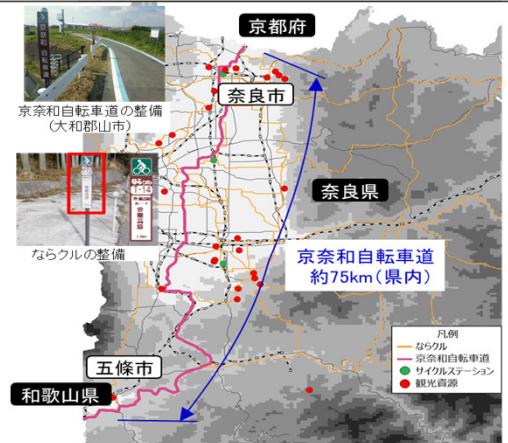 京都府
京奈和自転車道の整備
(大和郡山市)
奈良市
奈良県
ならクルの整備
京奈和自転車道
約75km(県内)
凡例
ならクル
京奈和自転車道
サイクルステーション
観光資源
五條市
和歌山県